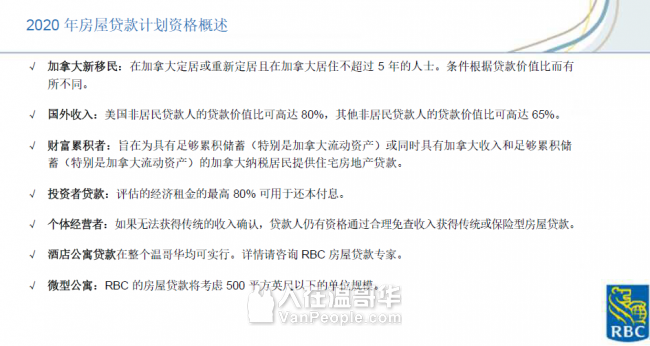 2020 年房屋贷款计划资格概述
√ 加拿大新移民：在加拿大定居或重新定居且在加拿大居住不超过 5 年的人士。条件根据贷款价值比而有
所不同。
√ 国外收入：美国非居民贷款人的贷款价值比可高达 80%，其他非居民贷款人的贷款价值比可高达 65%。
√ 财富累积者：旨在为具有足够累积储蓄（特别是加拿大流动资产）或同时具有加拿大收入和足够累积储
蓄（特别是加拿大流动资产）的加拿大纳税居民提供住宅房地产贷款。
√ 投资者贷款：评估的经济租金的最高 80% 可用于还本付息。
√ 个体经营者：如果无法获得传统的收入确认，贷款人仍有资格通过合理免查收入获得传统或保险型房屋贷款。
√ 酒店公寓贷款在整个温哥华均可实行。详情请咨询 RBC 房屋贷款专家。
√ 微型公寓：RBC 的房屋贷款将考虑 500 平方英尺以下的单位规模。
人在温哥华
VanPeople.com
RBC